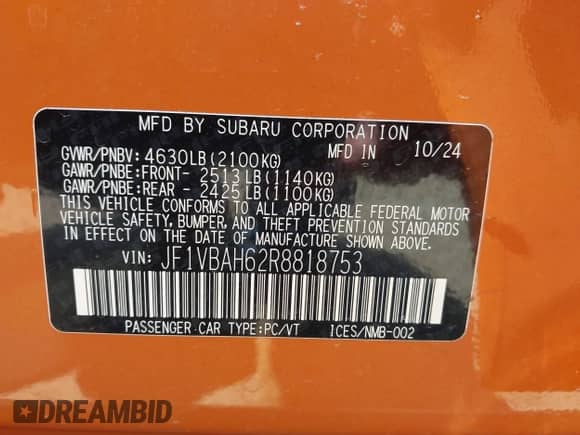 MFD BY SUBARU CORPORATION
GVWR/PNBV: 4630LB(2100KG) MFD IN 10/24
GAWR/PNBE:FRONT- 2513LB(1140KG)
GAWR/PNBE:REAR - 2425LB(1100KG)
THIS VEHICLE CONFORMS TO ALL APPLICABLE FEDERAL MOTOR
VEHICLE SAFETY, BUMPER, AND THEFT PREVENTION STANDARDS
IN EFFECT ON THE DATE OF MANUFACTURE SHOWN ABOVE.
VIN: JF1VBAH62R8818753
PASSENGER CAR TYPE:PC/VT ICES/NMB-002
DREAMBID